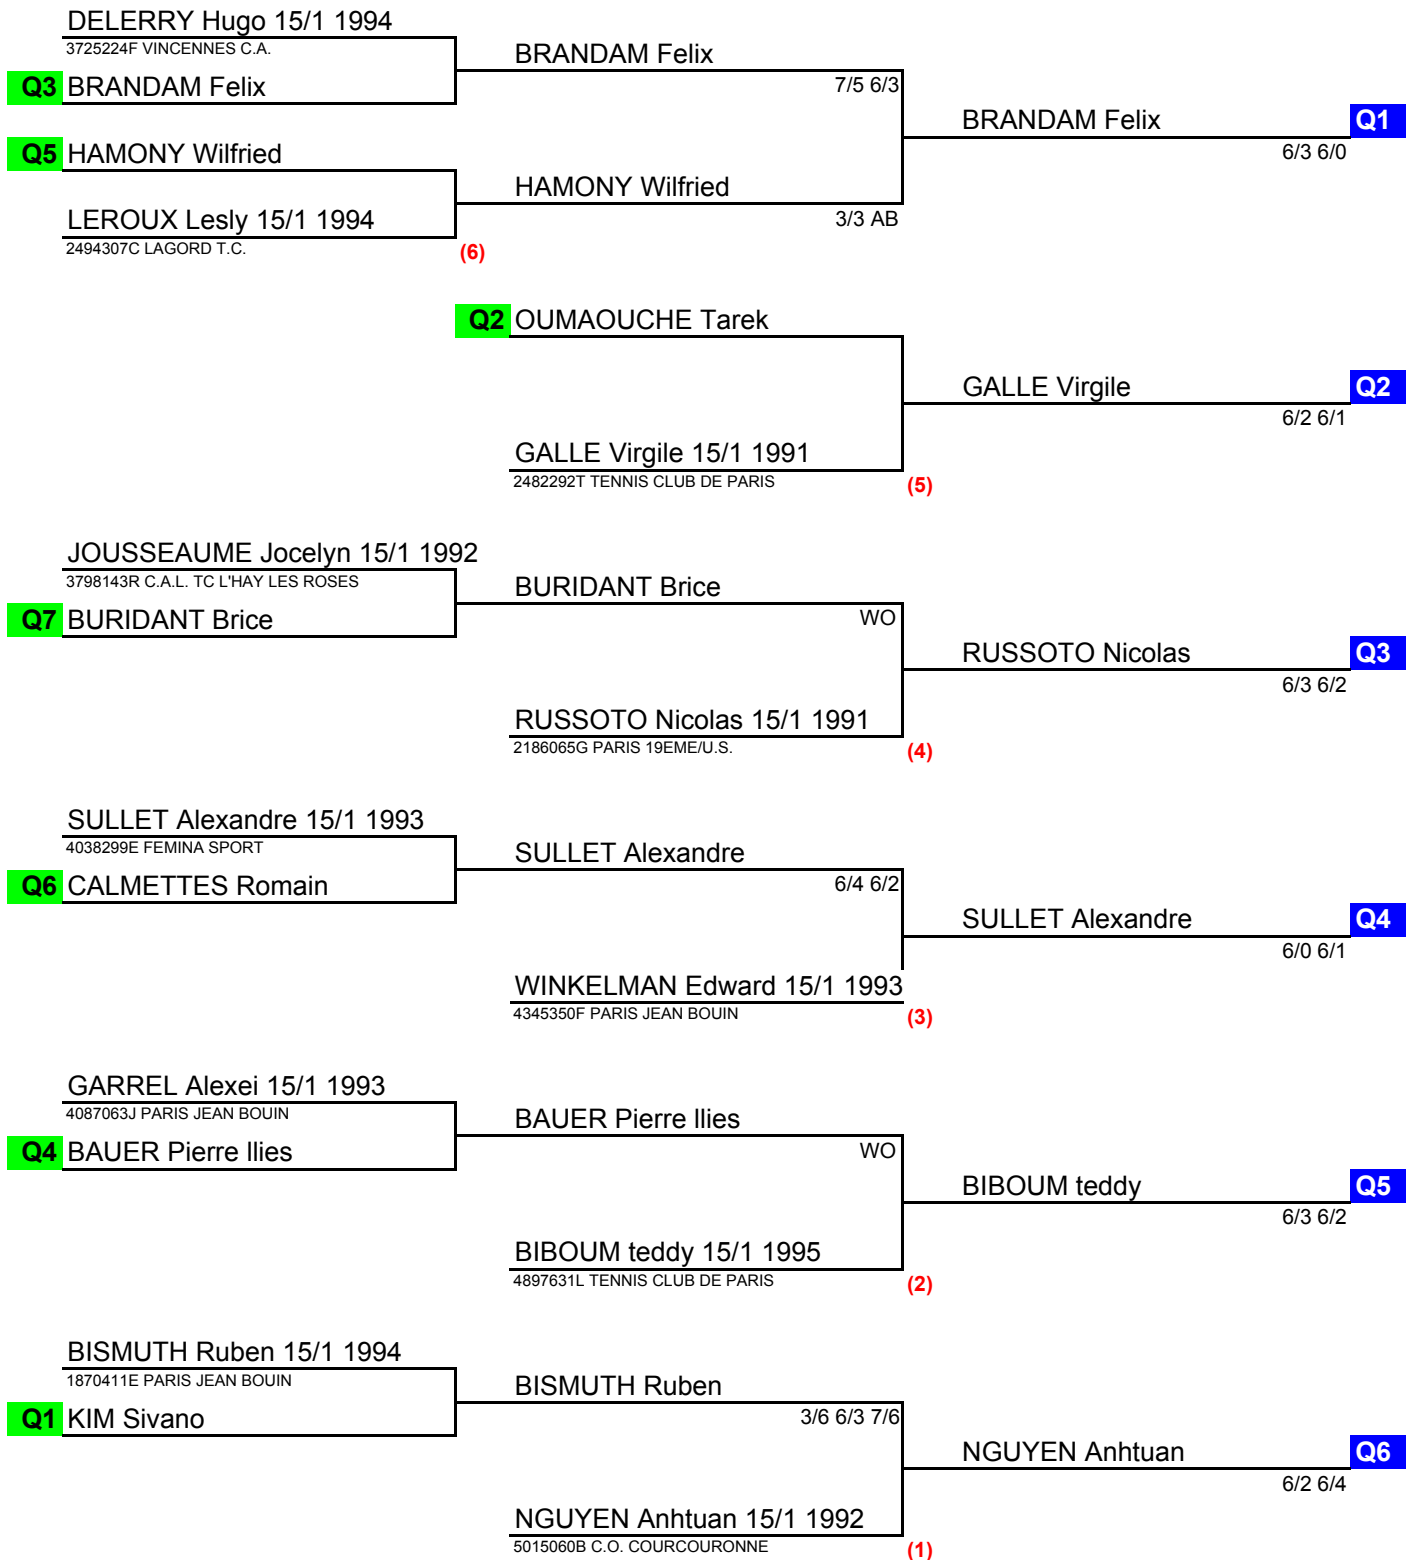 DELERRY Hugo 15/1 1994
3725224F VINCENNES C.A.
BRANDAM Felix
7/5 6/3
Q3 BRANDAM Felix
BRANDAM Felix Q1
6/3 6/0
Q5 HAMONY Wilfried
HAMONY Wilfried
3/3 AB
LEROUX Lesly 15/1 1994
2494307C LAGORD T.C.
(6)
Q2 OUMAOUCHE Tarek
GALLE Virgile Q2
6/2 6/1
GALLE Virgile 15/1 1991
2482292T TENNIS CLUB DE PARIS
(5)
JOUSSEAUME Jocelyn 15/1 1992
3798143R C.A.L. TC L'HAY LES ROSES
BURIDANT Brice
WO
Q7 BURIDANT Brice
RUSSOTO Nicolas Q3
6/3 6/2
RUSSOTO Nicolas 15/1 1991
2186065G PARIS 19EME/U.S.
(4)
SULLET Alexandre 15/1 1993
4038299E FEMINA SPORT
SULLET Alexandre
6/4 6/2
Q6 CALMETTES Romain
SULLET Alexandre Q4
6/0 6/1
WINKELMAN Edward 15/1 1993
4345350F PARIS JEAN BOUIN
(3)
GARREL Alexei 15/1 1993
4087063J PARIS JEAN BOUIN
BAUER Pierre Ilies
WO
Q4 BAUER Pierre Ilies
BIBOUM teddy Q5
6/3 6/2
BIBOUM teddy 15/1 1995
4897631L TENNIS CLUB DE PARIS
(2)
BISMUTH Ruben 15/1 1994
1870411E PARIS JEAN BOUIN
BISMUTH Ruben
3/6 6/3 7/6
Q1 KIM Sivano
NGUYEN Anhtuan Q6
6/2 6/4
NGUYEN Anhtuan 15/1 1992
5015060B C.O. COURCOURONNE
(1)